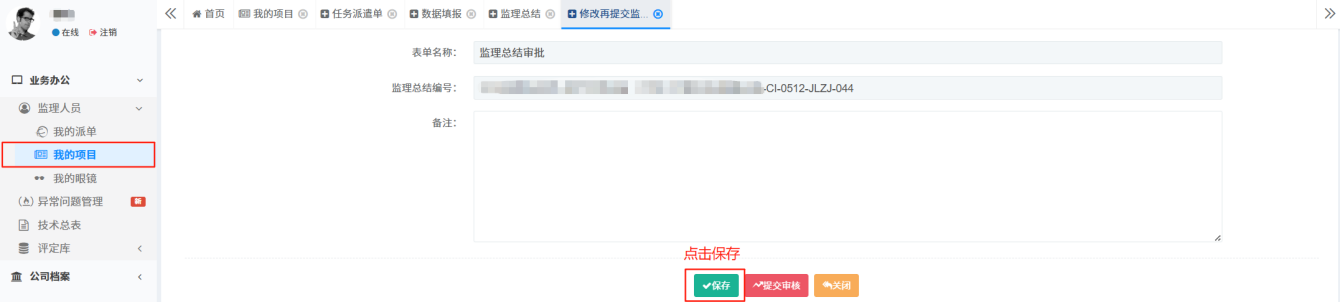 首页 我的项目 任务派遣单 数据填报 监理总结 修改再提交监...
在线 注销
业务办公
监理人员
我的派单
我的项目
我的眼镜
异常问题管理 新
技术总表
评定库
公司档案
表单名称: 监理总结审批
监理总结编号: -CI-0512-JLZJ-044
备注:
点击保存
保存 提交审核 关闭